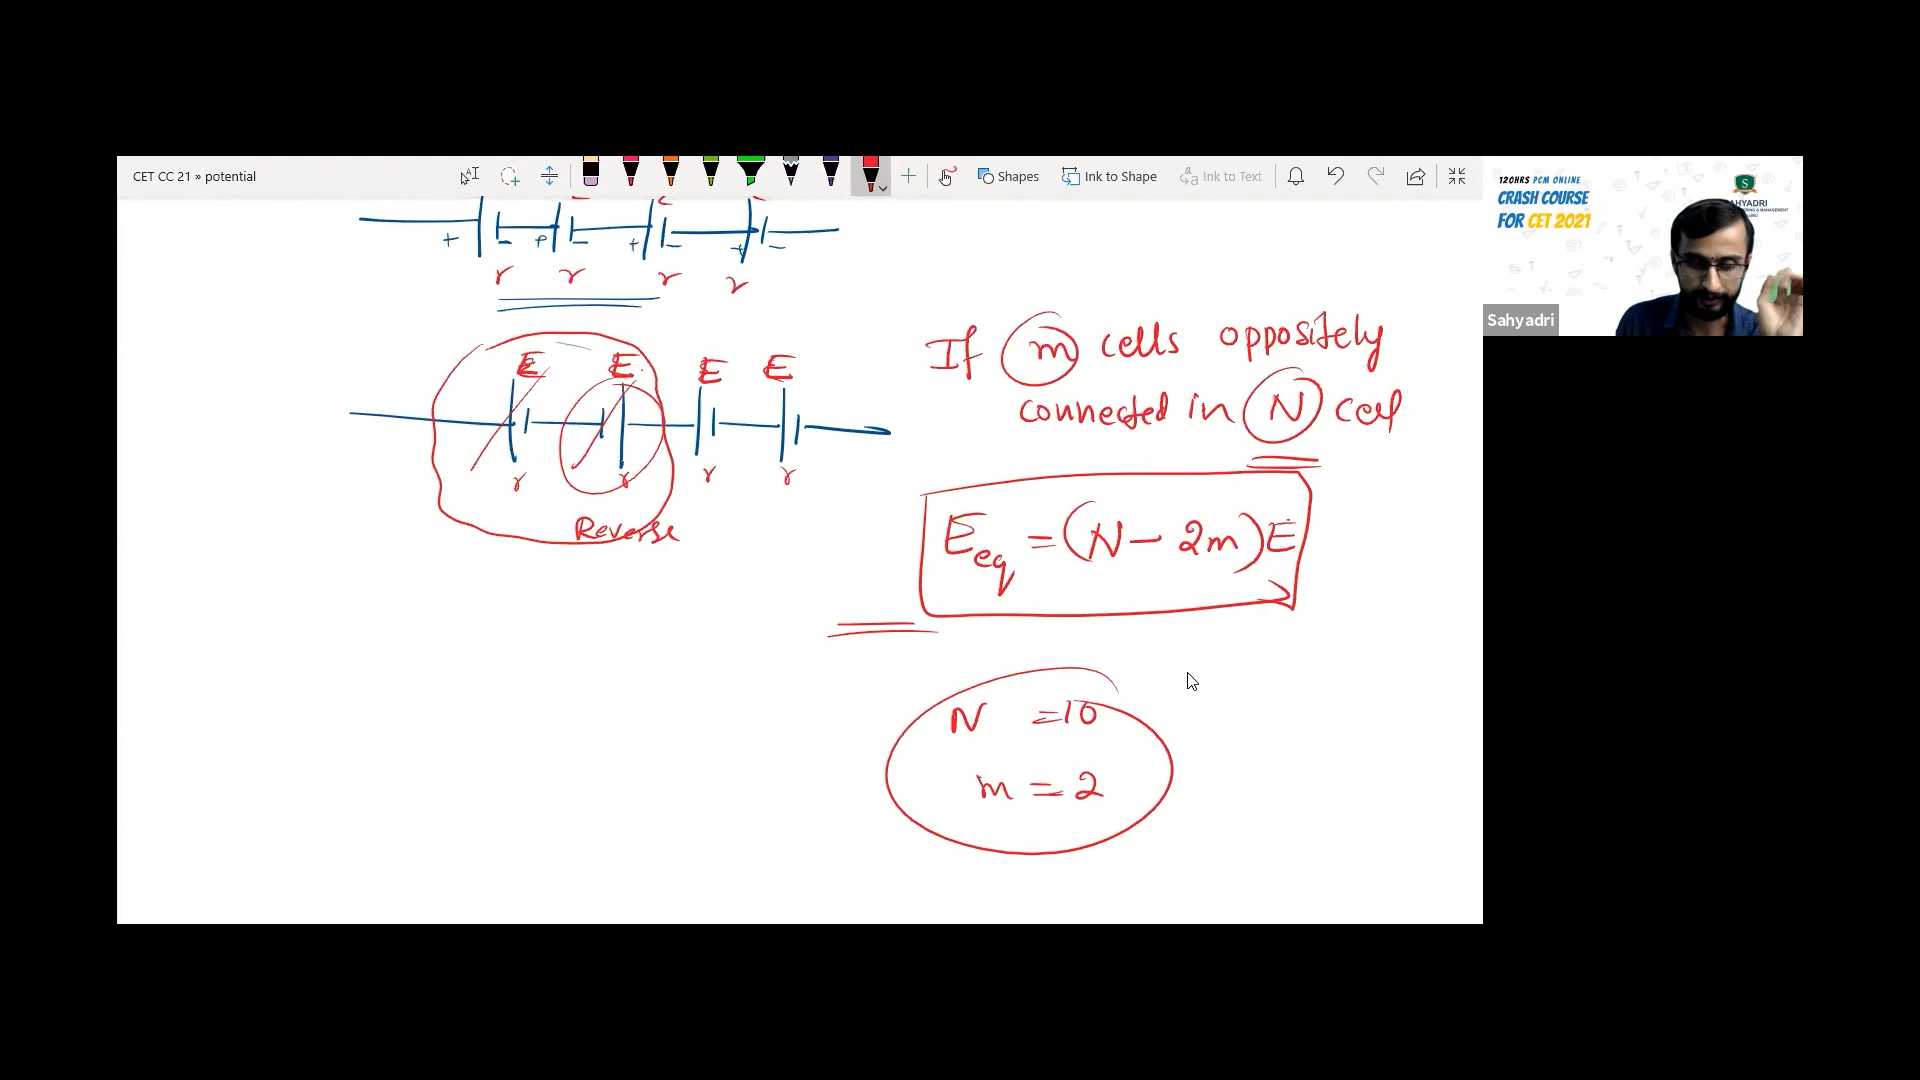 CET CC 21 » potential
Shapes
Ink to Shape
Ink to Text
120HRS PCM ONLINE
CRASH COURSE
FOR CET 2021
S
Sahyadri
+ - + - + - + -
r r r r
E E E E
r r r r
Reverse
If m cells oppositely
connected in N cell
E_eq = (N - 2m)E
N = 10
m = 2